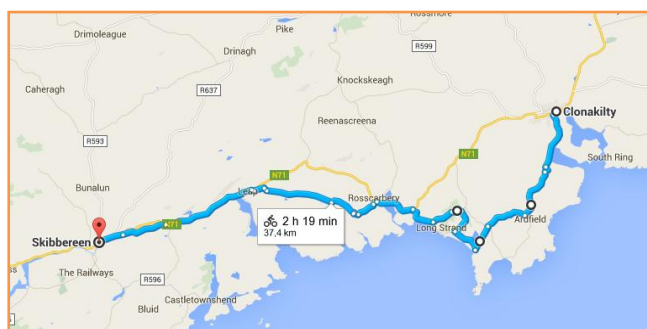 Rossmore
Drimoleague
Pike
Drinagh
R599
Caheragh
R637
Knockskeagh
Clonakilty
Reenascreena
R593
N71
South Ring
Bunalun
N71
Leap
Rosscarbery
2 h 19 min
37,4 km
Ardfield
Long Strand
N71
Skibbereen
The Railways
R596
Castletownshend
Bluid